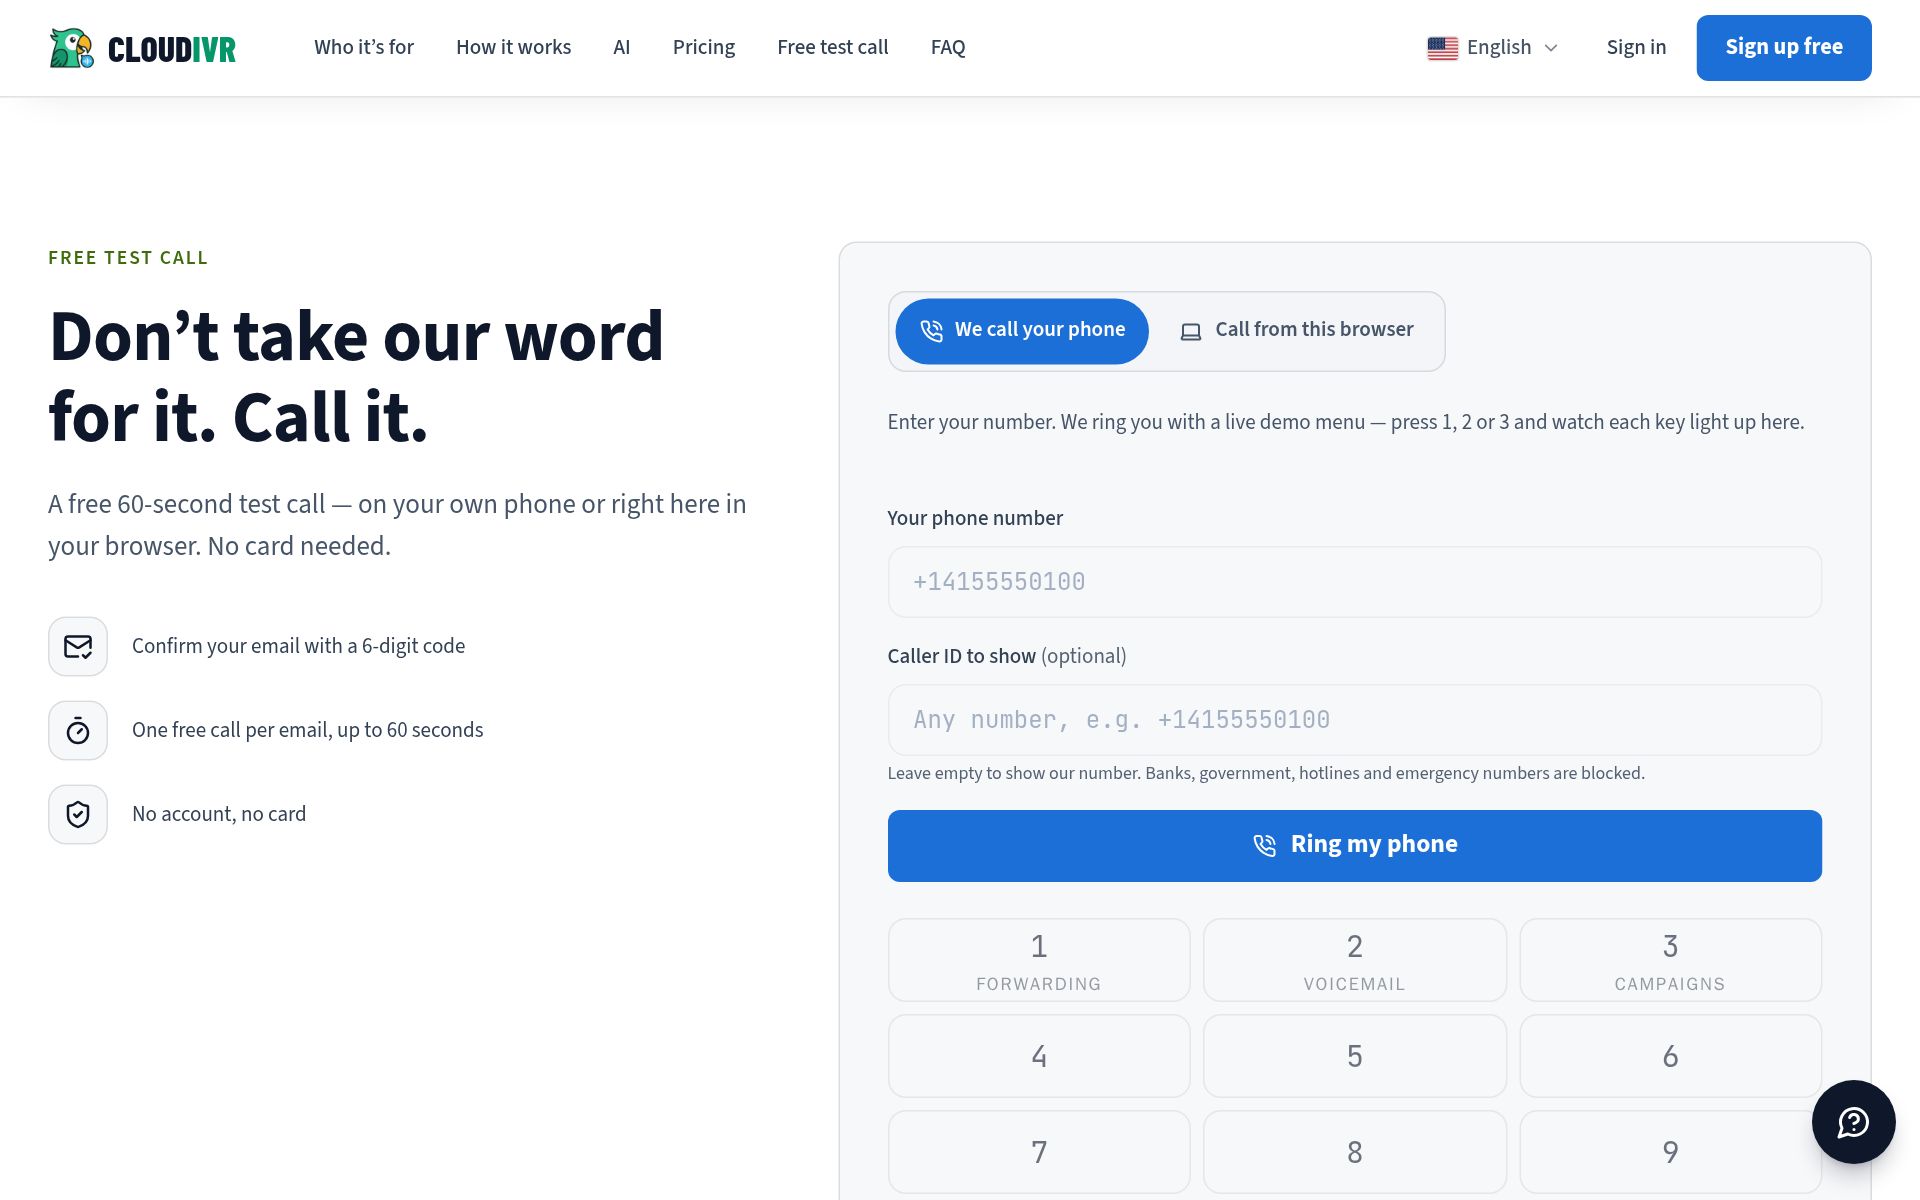 CLOUDIVR
Who it’s for
How it works
AI
Pricing
Free test call
FAQ
English
Sign in
Sign up free
FREE TEST CALL
Don’t take our word
for it. Call it.
A free 60-second test call — on your own phone or right here in
your browser. No card needed.
Confirm your email with a 6-digit code
One free call per email, up to 60 seconds
No account, no card
We call your phone
Call from this browser
Enter your number. We ring you with a live demo menu — press 1, 2 or 3 and watch each key light up here.
Your phone number
+14155550100
Caller ID to show (optional)
Any number, e.g. +14155550100
Leave empty to show our number. Banks, government, hotlines and emergency numbers are blocked.
Ring my phone
1
FORWARDING
2
VOICEMAIL
3
CAMPAIGNS
4
5
6
7
8
9